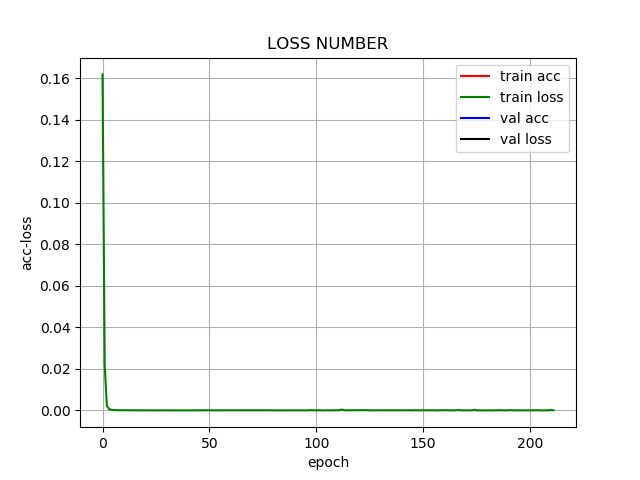 LOSS NUMBER
train acc
train loss
val acc
val loss
0.16
0.14
0.12
0.10
0.08
0.06
0.04
0.02
0.00
acc-loss
0 50 100 150 200
epoch